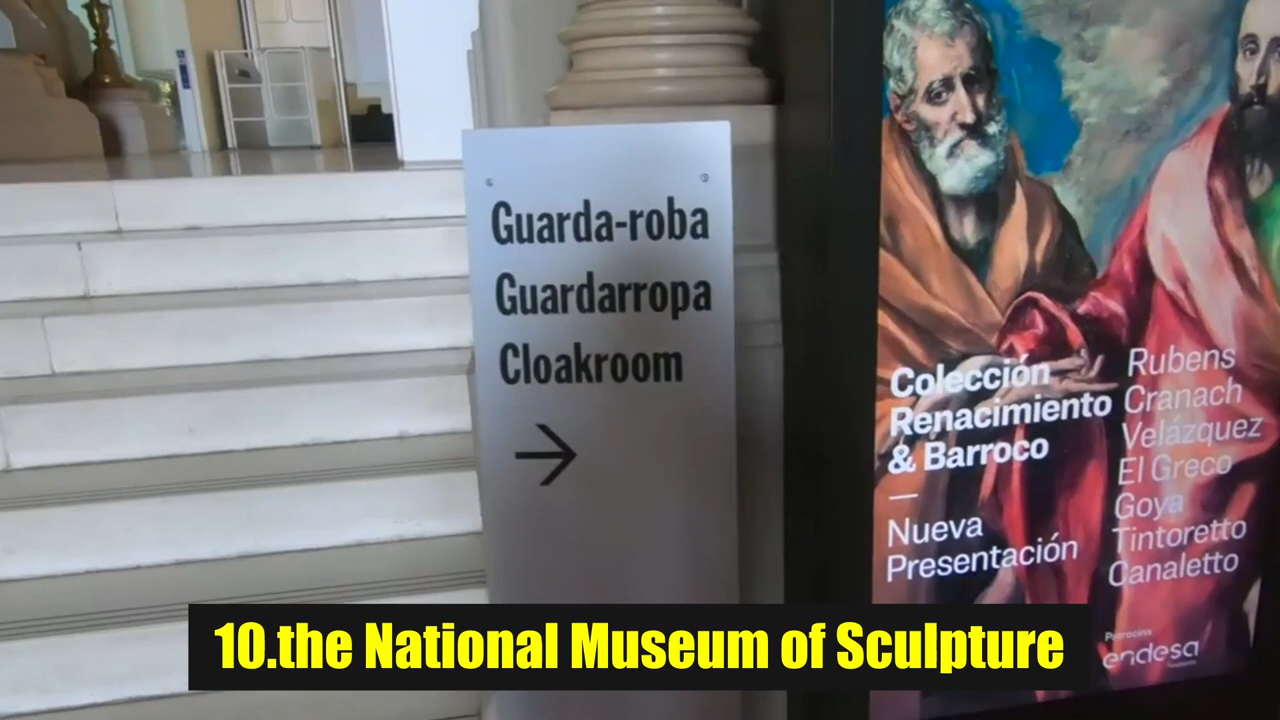 Guarda-roba
Guardarropa
Cloakroom
Colección
Renacimiento
& Barroco
—
Nueva
Presentación
Rubens
Cranach
Velázquez
El Greco
Goya
Tintoretto
Canaletto
Patrocina
endesa
10.the National Museum of Sculpture